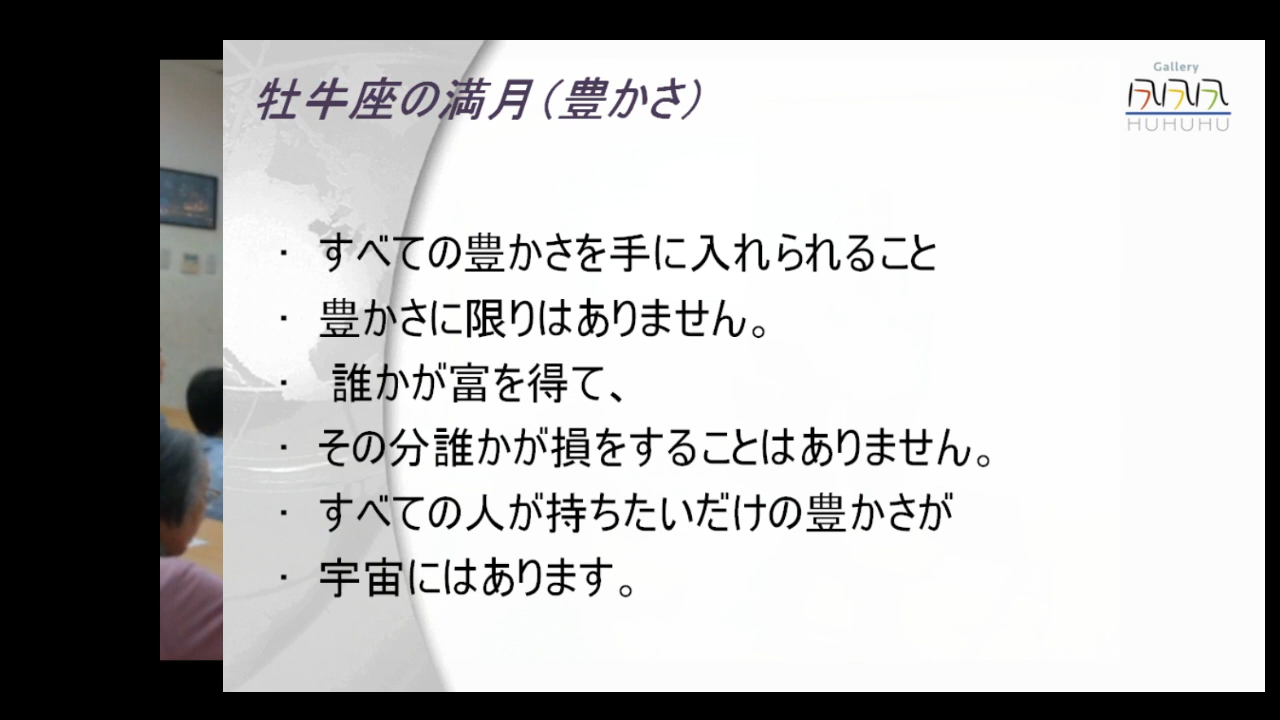 牡牛座の満月（豊かさ）
Gallery
HUHUHU
・ すべての豊かさを手に入れられること
・ 豊かさに限りはありません。
・ 誰かが富を得て、
・ その分誰かが損をすることはありません。
・ すべての人が持ちたいだけの豊かさが
・ 宇宙にはあります。